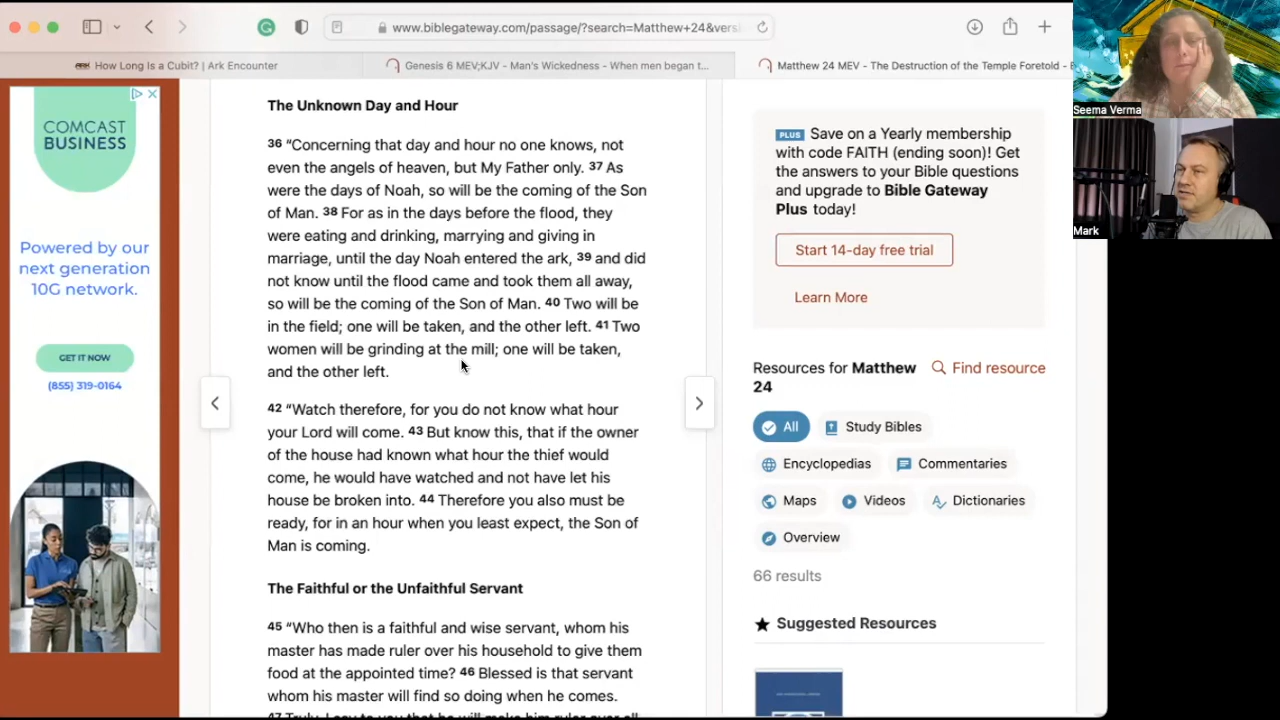 www.biblegateway.com/passage/?search=Matthew+24&vers
How Long Is a Cubit? | Ark Encounter
Genesis 6 MEV;KJV - Man's Wickedness - When men began t...
Matthew 24 MEV - The Destruction of the Temple Foretold - B
COMCAST
BUSINESS
Powered by our
next generation
10G network.
GET IT NOW
(855) 319-0164
The Unknown Day and Hour
36 “Concerning that day and hour no one knows, not
even the angels of heaven, but My Father only. 37 As
were the days of Noah, so will be the coming of the Son
of Man. 38 For as in the days before the flood, they
were eating and drinking, marrying and giving in
marriage, until the day Noah entered the ark, 39 and did
not know until the flood came and took them all away,
so will be the coming of the Son of Man. 40 Two will be
in the field; one will be taken, and the other left. 41 Two
women will be grinding at the mill; one will be taken,
and the other left.
42 “Watch therefore, for you do not know what hour
your Lord will come. 43 But know this, that if the owner
of the house had known what hour the thief would
come, he would have watched and not have let his
house be broken into. 44 Therefore you also must be
ready, for in an hour when you least expect, the Son of
Man is coming.
The Faithful or the Unfaithful Servant
45 “Who then is a faithful and wise servant, whom his
master has made ruler over his household to give them
food at the appointed time? 46 Blessed is that servant
whom his master will find so doing when he comes.
47 Truly, I say to you that he will make him ruler over all
PLUS Save on a Yearly membership
with code FAITH (ending soon)! Get
the answers to your Bible questions
and upgrade to Bible Gateway
Plus today!
Start 14-day free trial
Learn More
Resources for Matthew
24
Find resource
All
Study Bibles
Encyclopedias
Commentaries
Maps
Videos
Dictionaries
Overview
66 results
Suggested Resources
Seema Verma
Mark